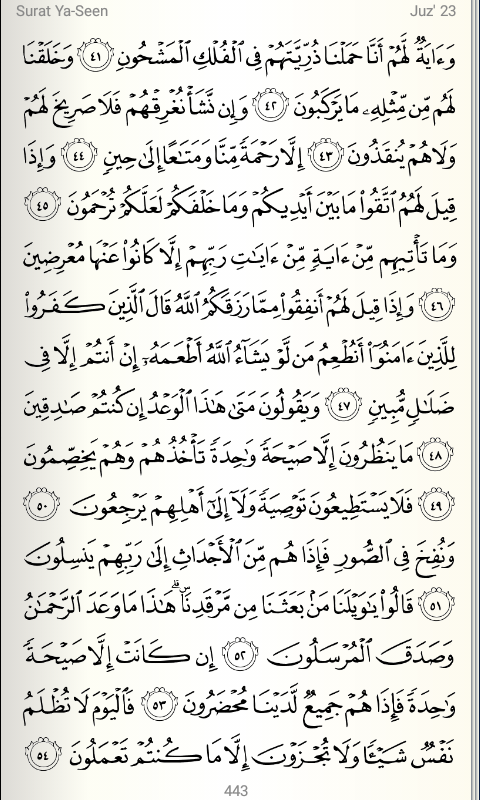 Surat Ya-Seen Juz' 23
وَءَايَةٌ لَّهُمْ أَنَّا حَمَلْنَا ذُرِّيَّتَهُمْ فِي ٱلْفُلْكِ ٱلْمَشْحُونِ ٤١ وَخَلَقْنَا
لَهُم مِّن مِّثْلِهِۦ مَا يَرْكَبُونَ ٤٢ وَإِن نَّشَأْ نُغْرِقْهُمْ فَلَا صَرِيخَ لَهُمْ
وَلَا هُمْ يُنقَذُونَ ٤٣ إِلَّا رَحْمَةً مِّنَّا وَمَتَٰعًا إِلَىٰ حِينٍ ٤٤ وَإِذَا
قِيلَ لَهُمُ ٱتَّقُوا۟ مَا بَيْنَ أَيْدِيكُمْ وَمَا خَلْفَكُمْ لَعَلَّكُمْ تُرْحَمُونَ ٤٥
وَمَا تَأْتِيهِم مِّنْ ءَايَةٍ مِّنْ ءَايَٰتِ رَبِّهِمْ إِلَّا كَانُوا۟ عَنْهَا مُعْرِضِينَ
٤٦ وَإِذَا قِيلَ لَهُمْ أَنفِقُوا۟ مِمَّا رَزَقَكُمُ ٱللَّهُ قَالَ ٱلَّذِينَ كَفَرُوا۟
لِلَّذِينَ ءَامَنُوٓا۟ أَنُطْعِمُ مَن لَّوْ يَشَآءُ ٱللَّهُ أَطْعَمَهُۥٓ إِنْ أَنتُمْ إِلَّا فِي
ضَلَٰلٍ مُّبِينٍ ٤٧ وَيَقُولُونَ مَتَىٰ هَٰذَا ٱلْوَعْدُ إِن كُنتُمْ صَٰدِقِينَ
٤٨ مَا يَنظُرُونَ إِلَّا صَيْحَةً وَٰحِدَةً تَأْخُذُهُمْ وَهُمْ يَخِصِّمُونَ
٤٩ فَلَا يَسْتَطِيعُونَ تَوْصِيَةً وَلَآ إِلَىٰٓ أَهْلِهِمْ يَرْجِعُونَ ٥٠
وَنُفِخَ فِي ٱلصُّورِ فَإِذَا هُم مِّنَ ٱلْأَجْدَاثِ إِلَىٰ رَبِّهِمْ يَنسِلُونَ
٥١ قَالُوا۟ يَٰوَيْلَنَا مَنۢ بَعَثَنَا مِن مَّرْقَدِنَاۜۗ هَٰذَا مَا وَعَدَ ٱلرَّحْمَٰنُ
وَصَدَقَ ٱلْمُرْسَلُونَ ٥٢ إِن كَانَتْ إِلَّا صَيْحَةً
وَٰحِدَةً فَإِذَا هُمْ جَمِيعٌ لَّدَيْنَا مُحْضَرُونَ ٥٣ فَٱلْيَوْمَ لَا تُظْلَمُ
نَفْسٌ شَيْـًٔا وَلَا تُجْزَوْنَ إِلَّا مَا كُنتُمْ تَعْمَلُونَ ٥٤
443